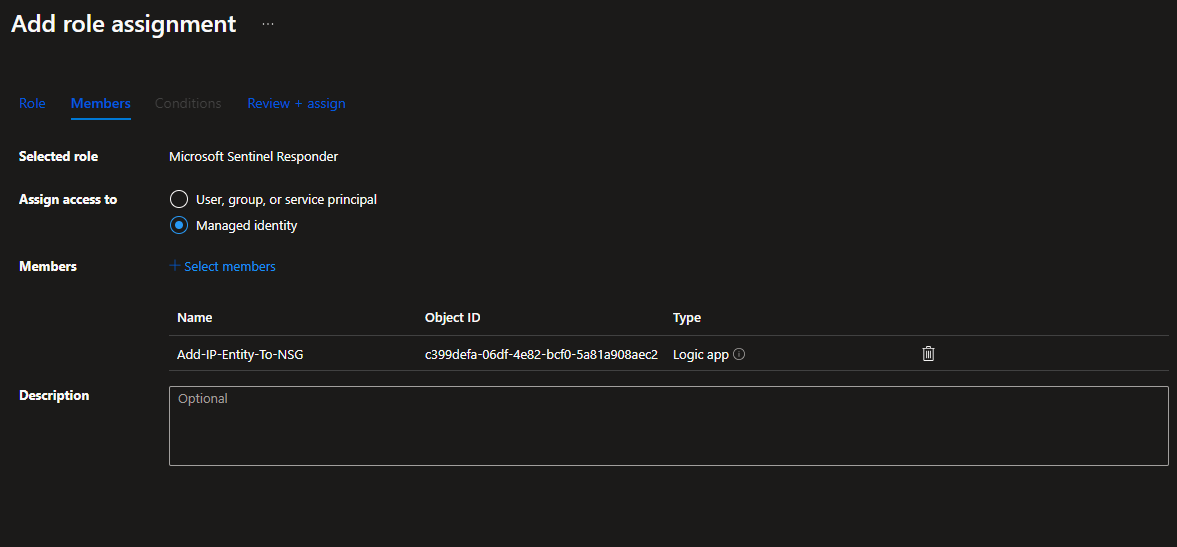 Add role assignment ...
Role Members Conditions Review + assign
Selected role Microsoft Sentinel Responder
Assign access to User, group, or service principal
Managed identity
Members + Select members
Name Object ID Type
Add-IP-Entity-To-NSG c399defa-06df-4e82-bcf0-5a81a908aec2 Logic app
Description Optional